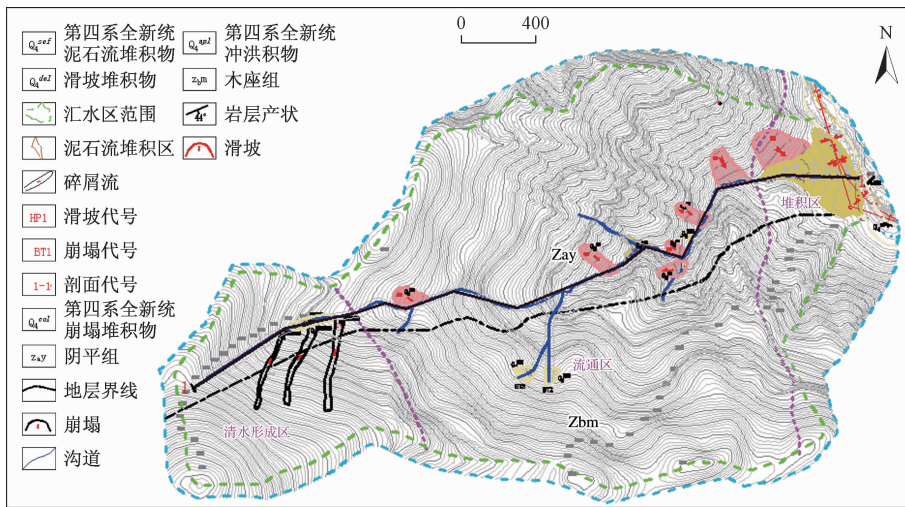 0 400
N
Q₄ˢᵉᶠ 第四系全新统
泥石流堆积物
Q₄ᵃᵖˡ 第四系全新统
冲洪积物
Q₄ᵈᵉˡ 滑坡堆积物
Z_bm 木座组
汇水区范围
岩层产状
泥石流堆积区
滑坡
碎屑流
HP1 滑坡代号
BT1 崩塌代号
1-1' 剖面代号
Q₄ᶜᵒˡ 第四系全新统
崩塌堆积物
Z_ay 阴平组
地层界线
崩塌
沟道
堆积区
Zay
流通区
1
Zbm
清水形成区